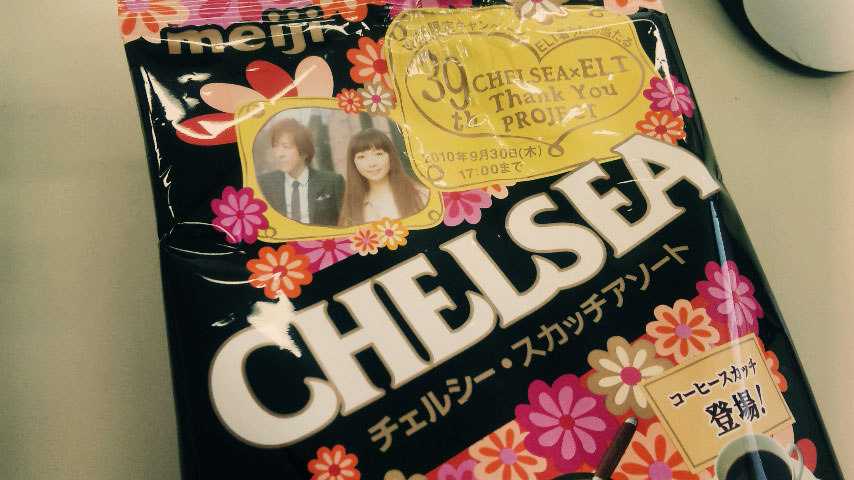 meiji
39th
CHELSEA×ELT
Thank You
PROJECT
2010年9月30日(木)
17:00まで
CHELSEA
チェルシー・スカッチアソート
コーヒースカッチ
登場!